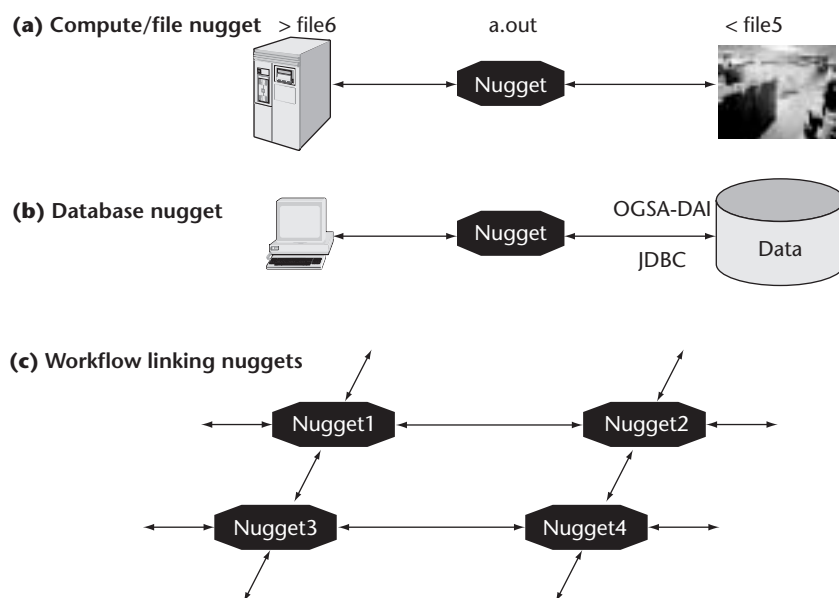 (a) Compute/file nugget > file6 a.out < file5
Nugget
(b) Database nugget
Nugget
OGSA-DAI
JDBC
Data
(c) Workflow linking nuggets
Nugget1 Nugget2
Nugget3 Nugget4